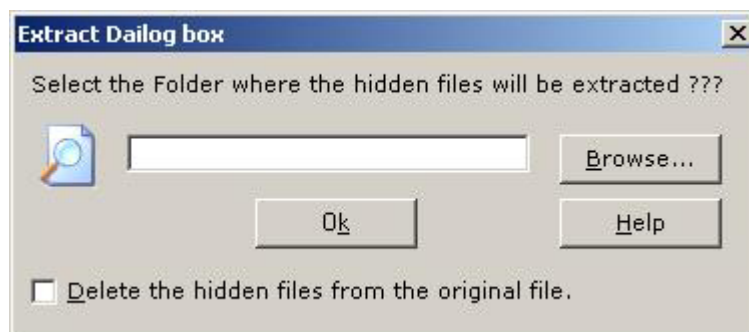 Extract Dailog box
Select the Folder where the hidden files will be extracted ???
Browse...
Ok
Help
Delete the hidden files from the original file.